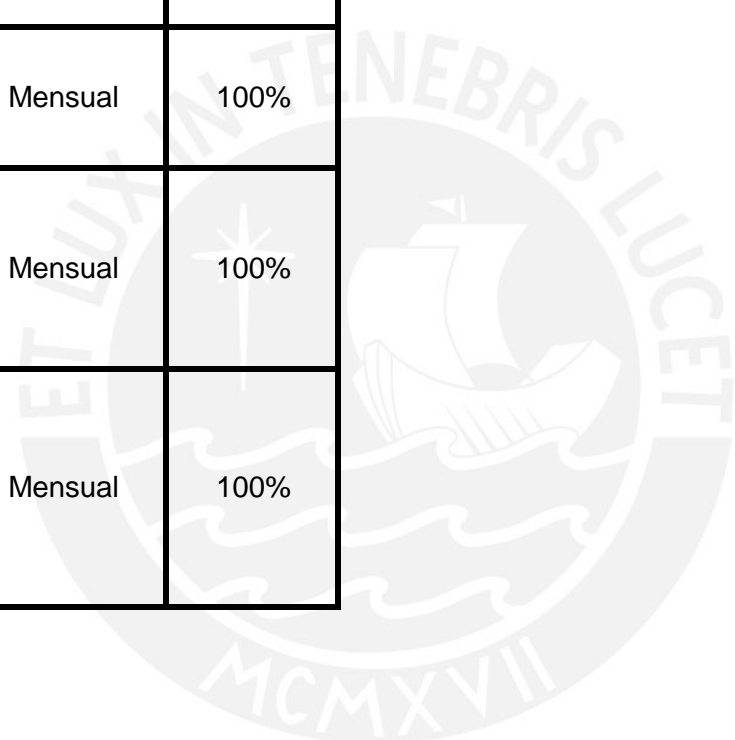 Mensual 100%
Mensual 100%
Mensual 100%
ET LUX IN TENEBRIS LUCET
MCMXVII